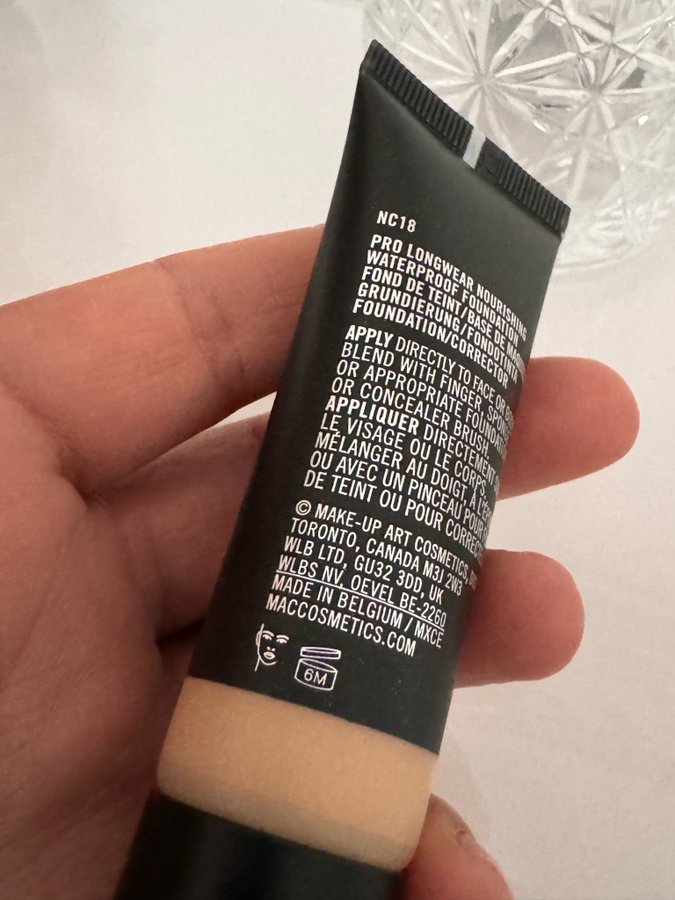 NC18
PRO LONGWEAR NOURISHING
WATERPROOF FOUNDATION
FOND DE TEINT/BASE DE
GRUNDIERUNG/FONDOTINTA
FOUNDATION/CORRECTOR
APPLY DIRECTLY TO FACE OR
BLEND WITH FINGER,
OR APPROPRIATE
OR CONCEALER BRUSH.
APPLIQUER DIRECTEMENT
LE VISAGE OU LE CORPS.
MÉLANGER AU DOIGT, À
OU AVEC UN PINCEAU POUR
DE TEINT OU POUR
© MAKE-UP ART COSMETICS,
TORONTO, CANADA M3J 2W3
WLB LTD, GU32 3DD, UK
WLBS NV, OEVEL BE-2260
MADE IN BELGIUM / MXCE
MACCOSMETICS.COM
6M